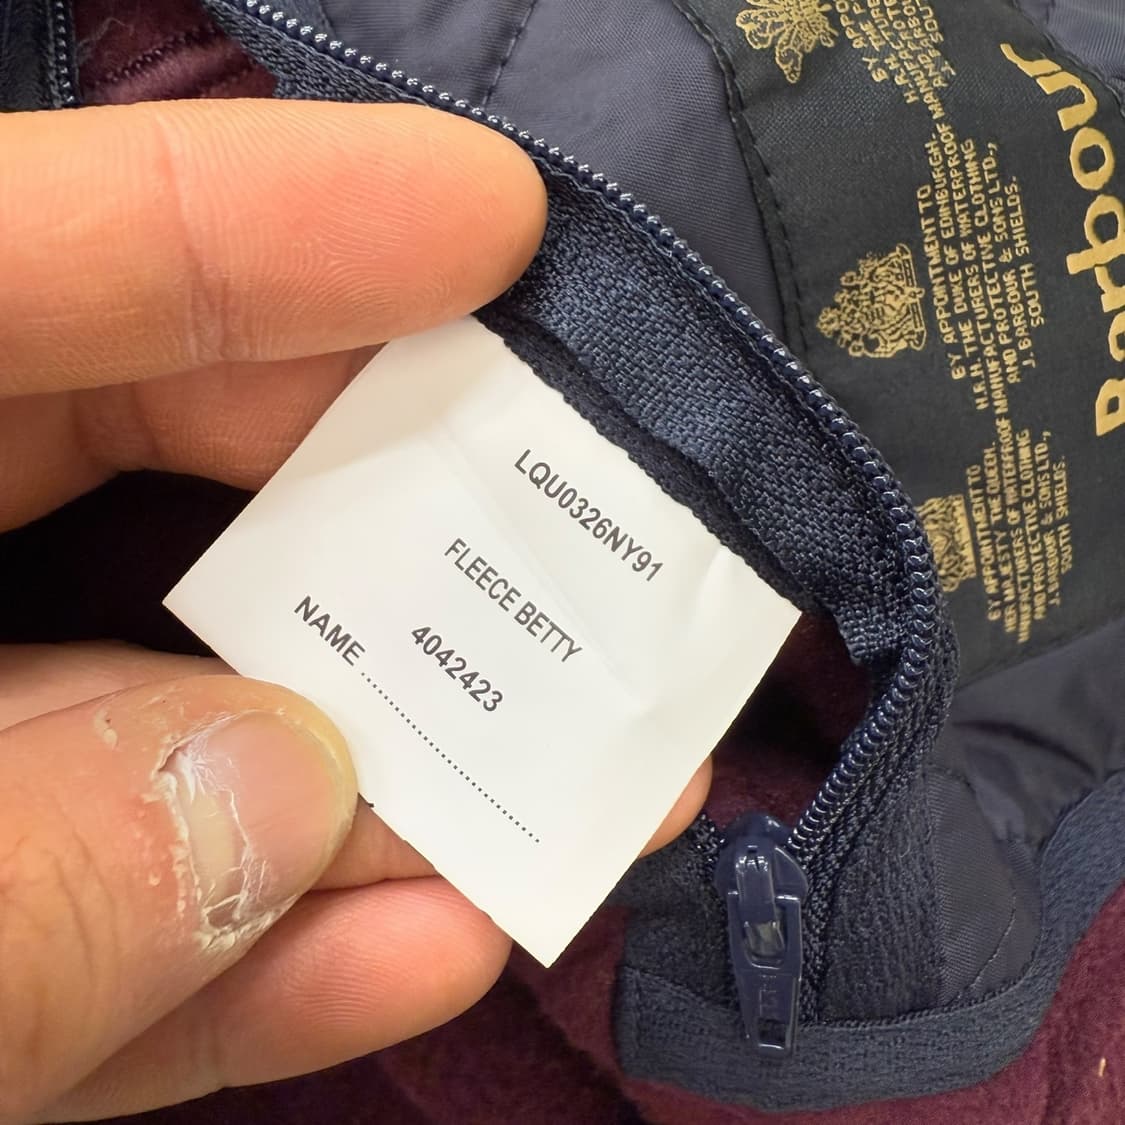 LQU0326NY91
FLEECE BETTY
4042423
NAME
Barbour
BY APPOINTMENT TO
H.R.H. THE DUKE OF EDINBURGH.
MANUFACTURERS OF WATERPROOF
AND PROTECTIVE CLOTHING
J. BARBOUR & SONS LTD.,
SOUTH SHIELDS.
BY APPOINTMENT TO
HER MAJESTY THE QUEEN.
MANUFACTURERS OF WATERPROOF
AND PROTECTIVE CLOTHING
J. BARBOUR & SONS LTD.,
SOUTH SHIELDS.